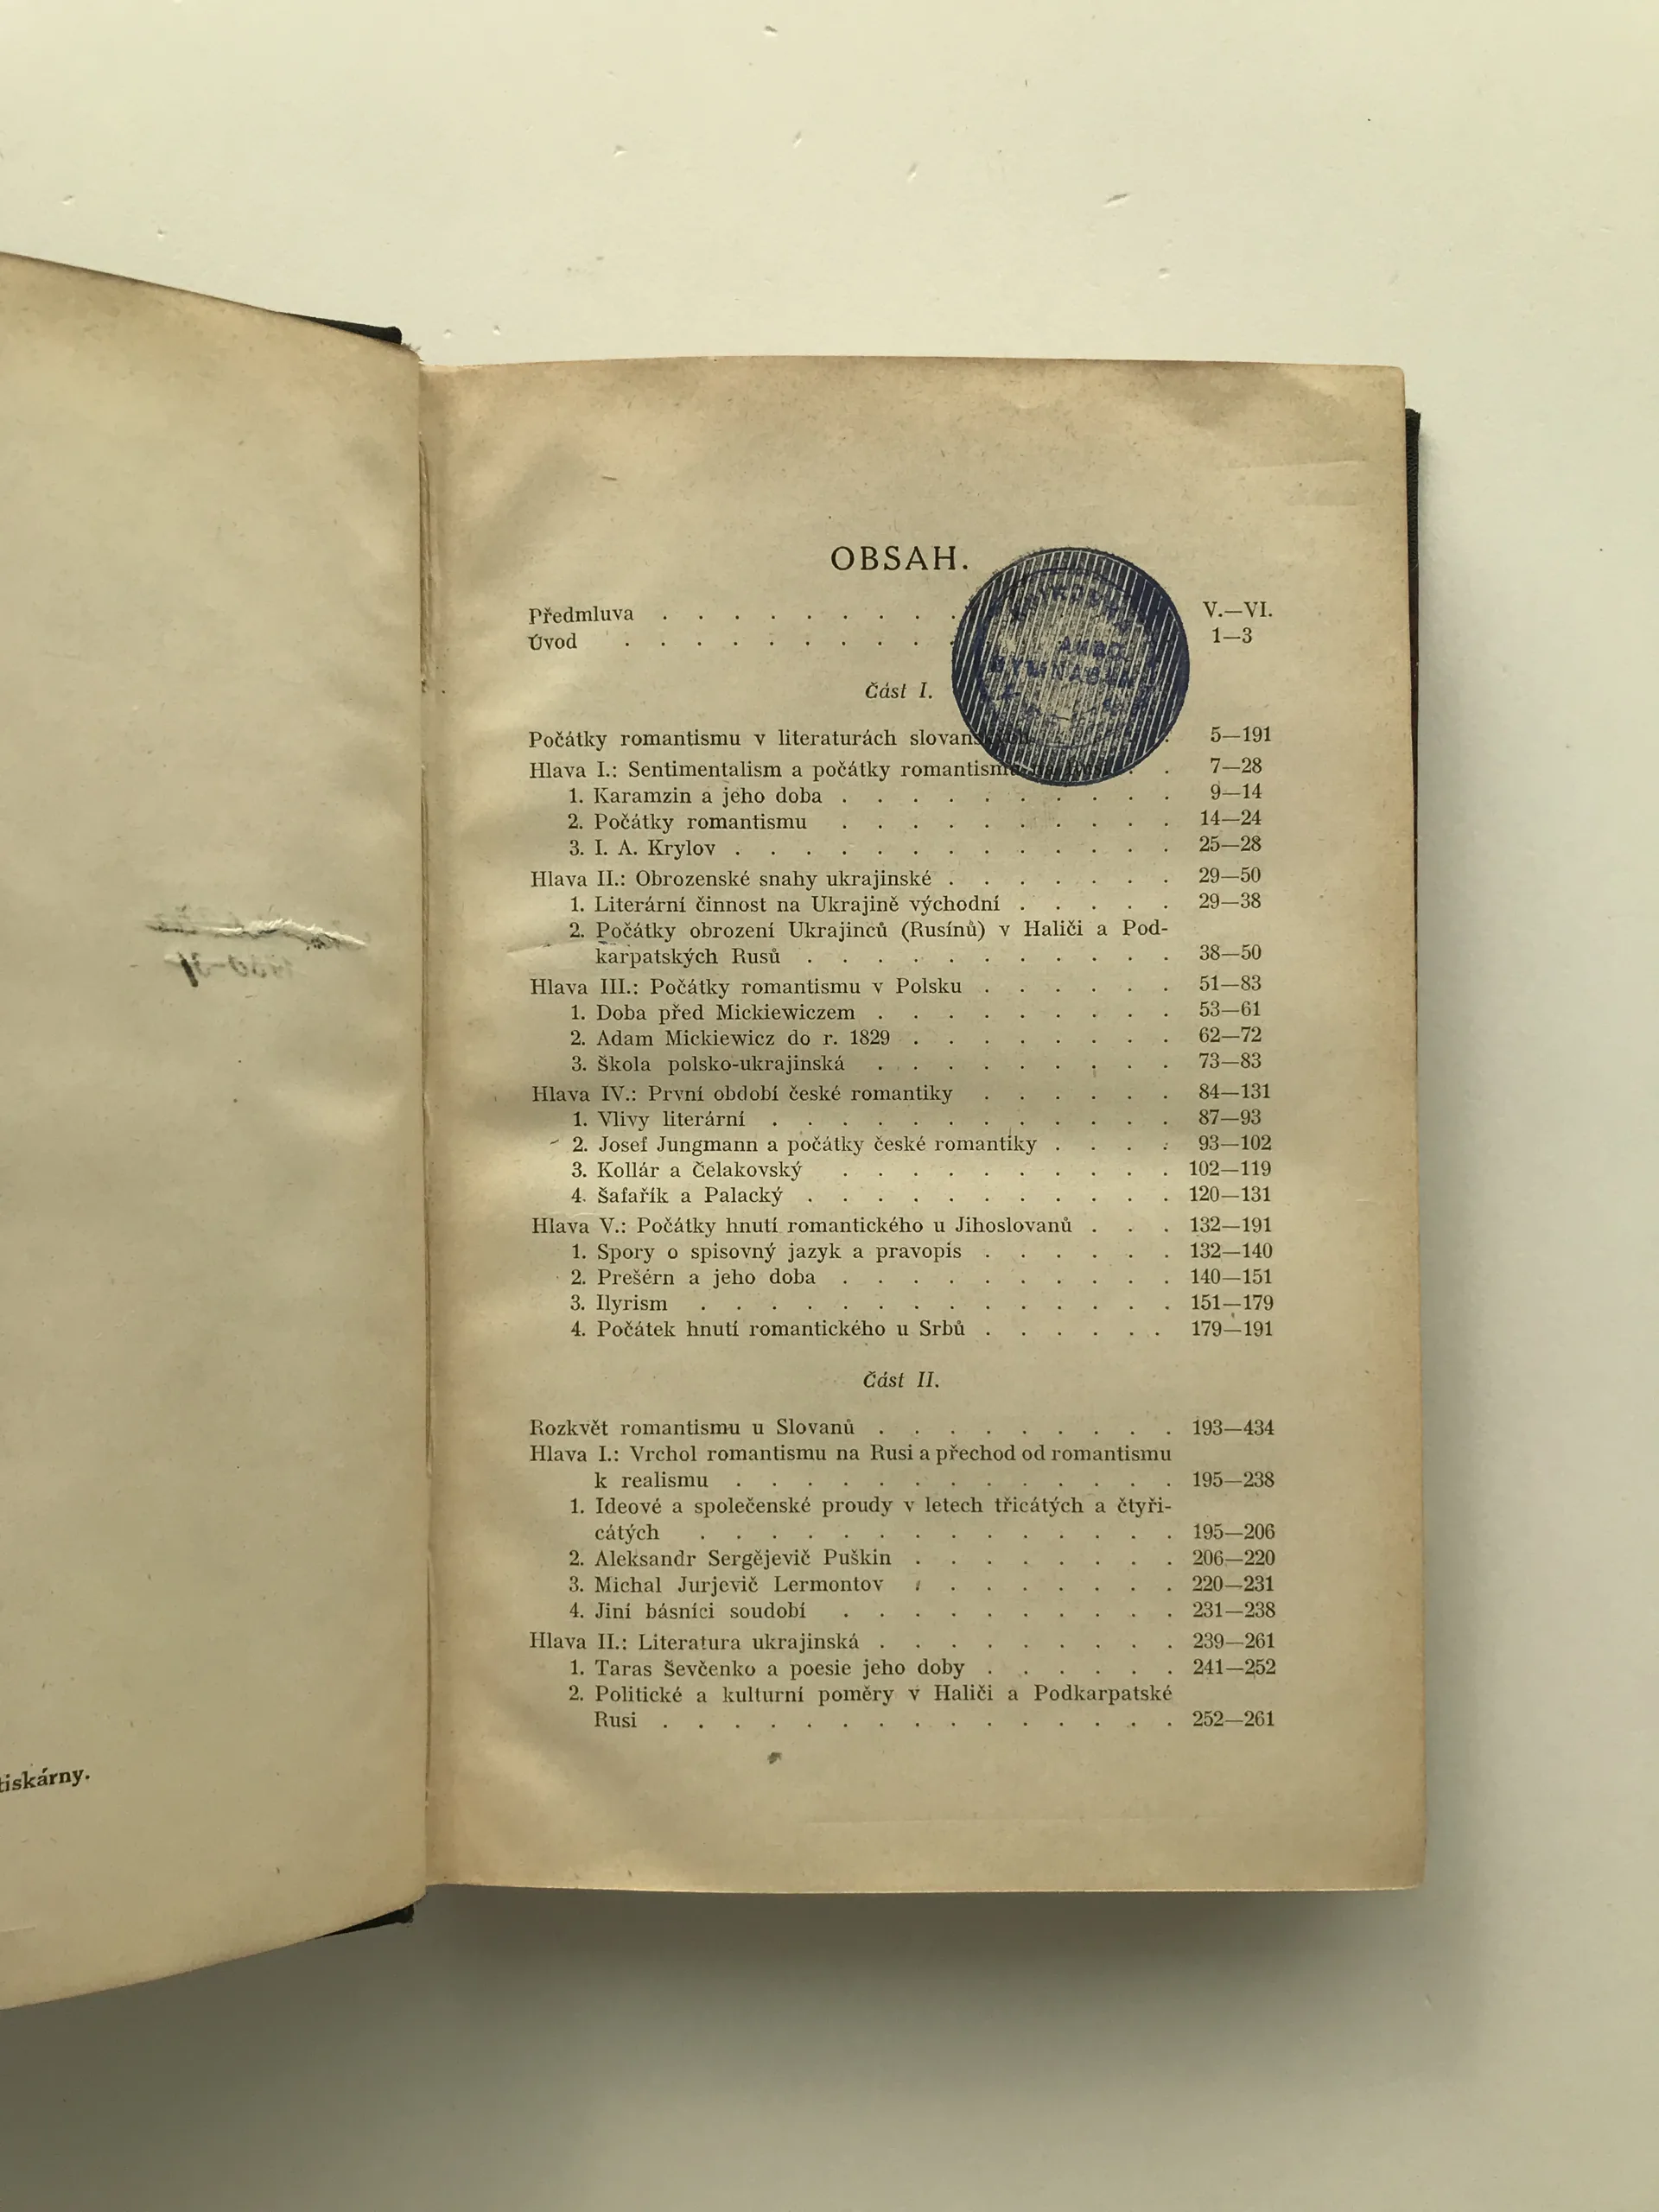 OBSAH.
Předmluva . . . . . . . . . V.—VI.
Úvod . . . . . . . . . . 1—3
Část I.
Počátky romantismu v literaturách . 5—191
Hlava I.: Sentimentalism a počátky romantismu . . 7—28
1. Karamzin a jeho doba . . . . . . . . . . 9—14
2. Počátky romantismu . . . . . . . . . . 14—24
3. I. A. Krylov . . . . . . . . . . . . . 25—28
Hlava II.: Obrozenské snahy ukrajinské . . . . . . . 29—50
1. Literární činnost na Ukrajině východní . . . . . 29—38
2. Počátky obrození Ukrajinců (Rusínů) v Haliči a Pod-
karpatských Rusů . . . . . . . . . . . 38—50
Hlava III.: Počátky romantismu v Polsku . . . . . . 51—83
1. Doba před Mickiewiczem . . . . . . . . . 53—61
2. Adam Mickiewicz do r. 1829 . . . . . . . . 62—72
3. Škola polsko-ukrajinská . . . . . . . . . 73—83
Hlava IV.: První období české romantiky . . . . . . 84—131
1. Vlivy literární . . . . . . . . . . . . 87—93
2. Josef Jungmann a počátky české romantiky . . . . 93—102
3. Kollár a Čelakovský . . . . . . . . . . 102—119
4. Šafařík a Palacký . . . . . . . . . . . 120—131
Hlava V.: Počátky hnutí romantického u Jihoslovanů . . . 132—191
1. Spory o spisovný jazyk a pravopis . . . . . . 132—140
2. Prešérn a jeho doba . . . . . . . . . . 140—151
3. Ilyrism . . . . . . . . . . . . . . 151—179
4. Počátek hnutí romantického u Srbů . . . . . . 179—191
Část II.
Rozkvět romantismu u Slovanů . . . . . . . . . 193—434
Hlava I.: Vrchol romantismu na Rusi a přechod od romantismu
k realismu . . . . . . . . . . . . . 195—238
1. Ideové a společenské proudy v letech třicátých a čtyři-
cátých . . . . . . . . . . . . . . 195—206
2. Aleksandr Sergějevič Puškin . . . . . . . . 206—220
3. Michal Jurjevič Lermontov . . . . . . . . 220—231
4. Jiní básníci soudobí . . . . . . . . . . 231—238
Hlava II.: Literatura ukrajinská . . . . . . . . . 239—261
1. Taras Ševčenko a poesie jeho doby . . . . . . 241—252
2. Politické a kulturní poměry v Haliči a Podkarpatské
Rusi . . . . . . . . . . . . . . . 252—261
tiskárny.